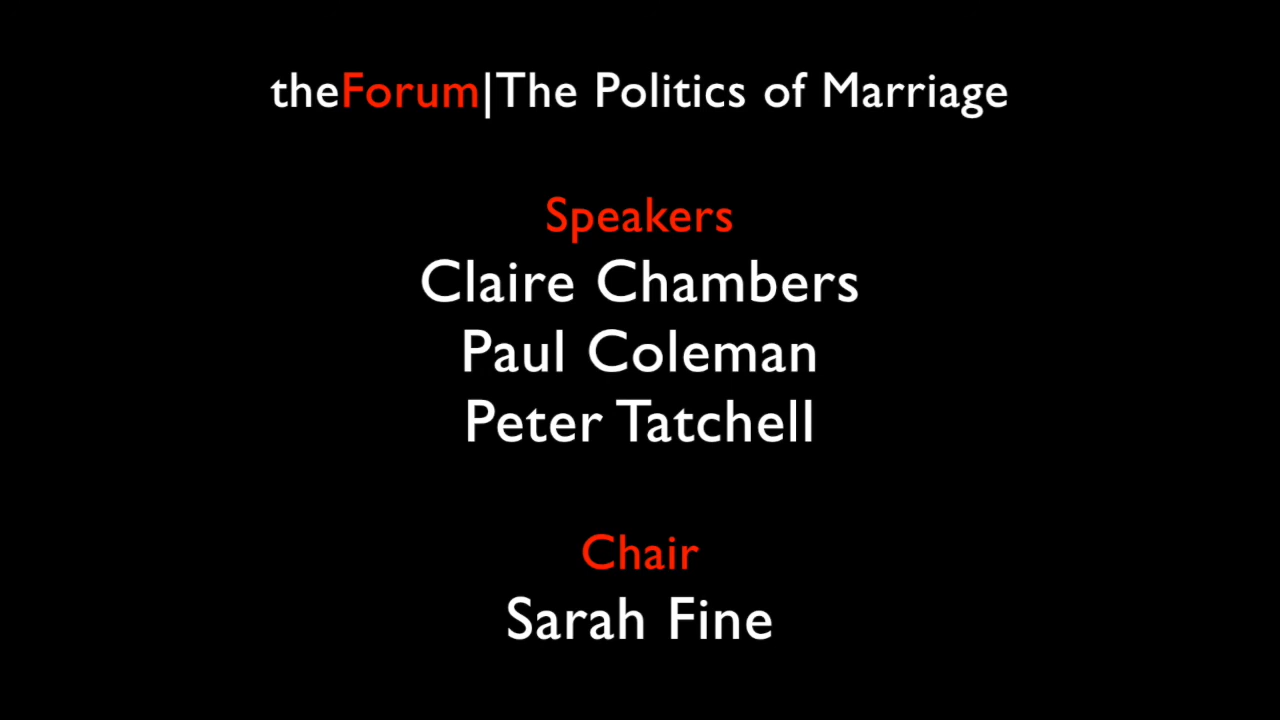 theForum|The Politics of Marriage
Speakers
Claire Chambers
Paul Coleman
Peter Tatchell
Chair
Sarah Fine